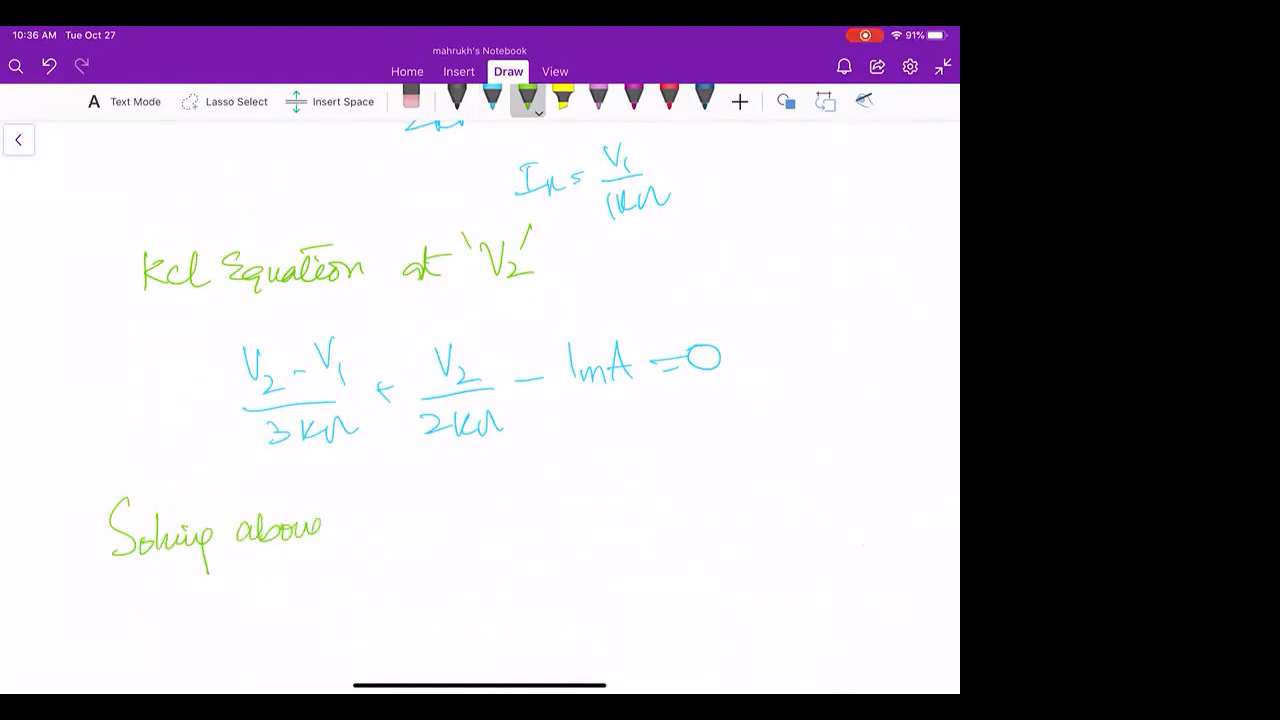 10:36 AM Tue Oct 27
91%
mahrukh's Notebook
Home Insert Draw View
A Text Mode Lasso Select Insert Space
Ix = V1 / 1KΩ
KCL Equation at 'V2'
V2 - V1 / 3KΩ + V2 / 2KΩ - 1mA = 0
Solving above